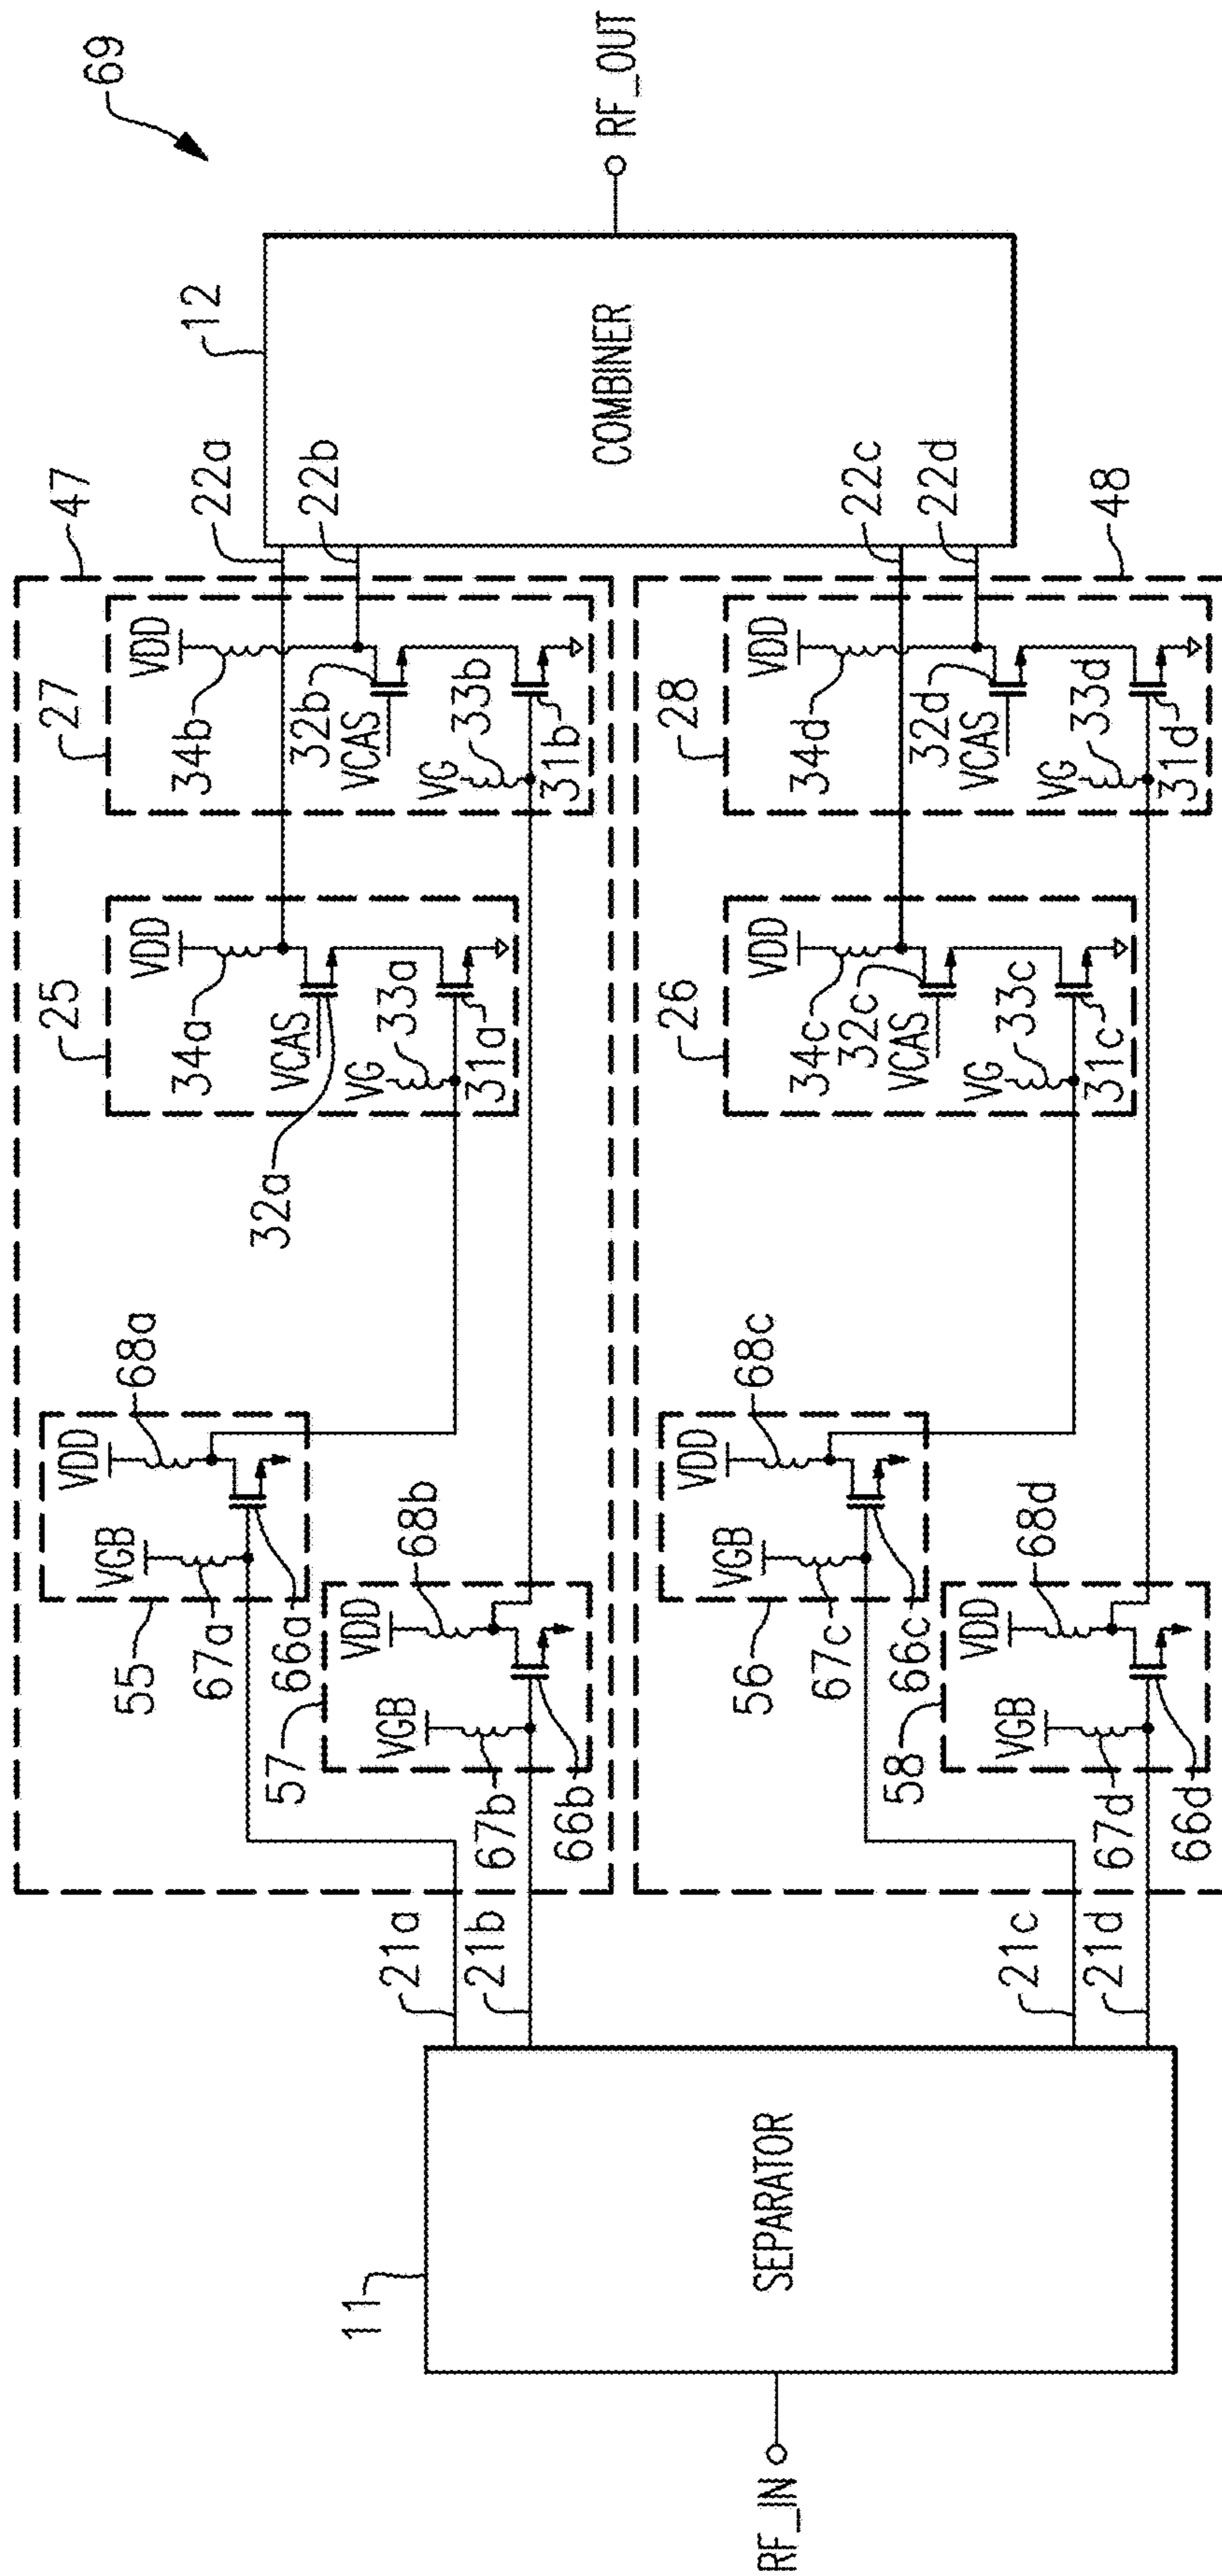 69
RF_IN
11
SEPARATOR
21a
21b
21c
21d
47
55
VGB
67a
66a
VDD
68a
57
VGB
67b
66b
VDD
68b
25
VDD
34a
VCAS
32a
VG
33a
31a
27
VDD
34b
32b
VCAS
VG
33b
31b
48
56
VGB
67c
66c
VDD
68c
58
VGB
67d
66d
VDD
68d
26
VDD
34c
32c
VCAS
VG
33c
31c
28
VDD
34d
32d
VCAS
VG
33d
31d
22a
22b
22c
22d
12
COMBINER
RF_OUT